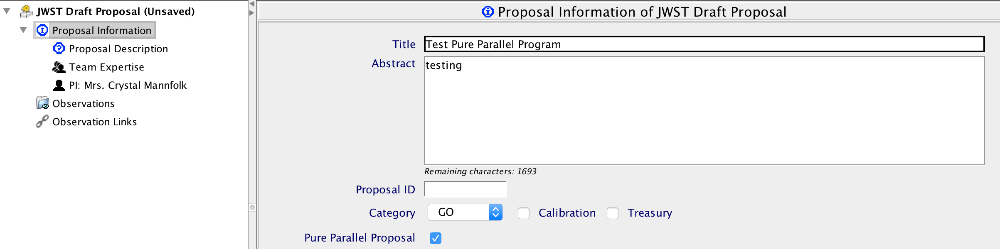 JWST Draft Proposal (Unsaved)
Proposal Information
Proposal Description
Team Expertise
PI: Mrs. Crystal Mannfolk
Observations
Observation Links
Proposal Information of JWST Draft Proposal
Title Test Pure Parallel Program
Abstract testing
Remaining characters: 1693
Proposal ID
Category GO Calibration Treasury
Pure Parallel Proposal